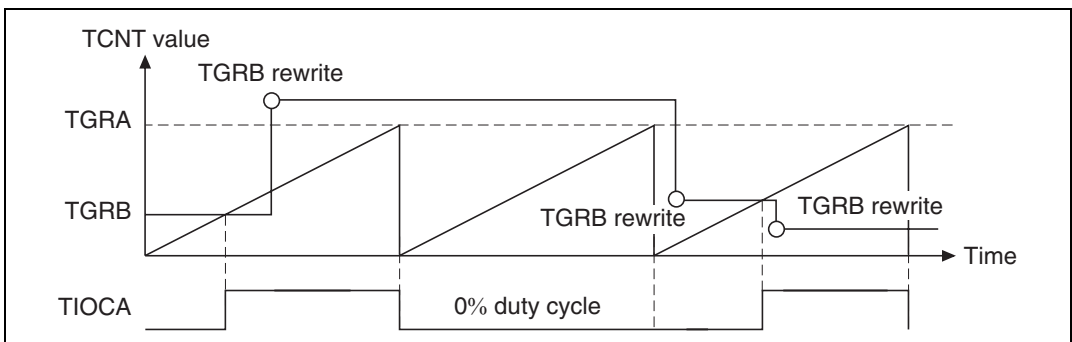 TCNT value
TGRB rewrite
TGRA
TGRB
TGRB rewrite
TGRB rewrite
Time
TIOCA
0% duty cycle